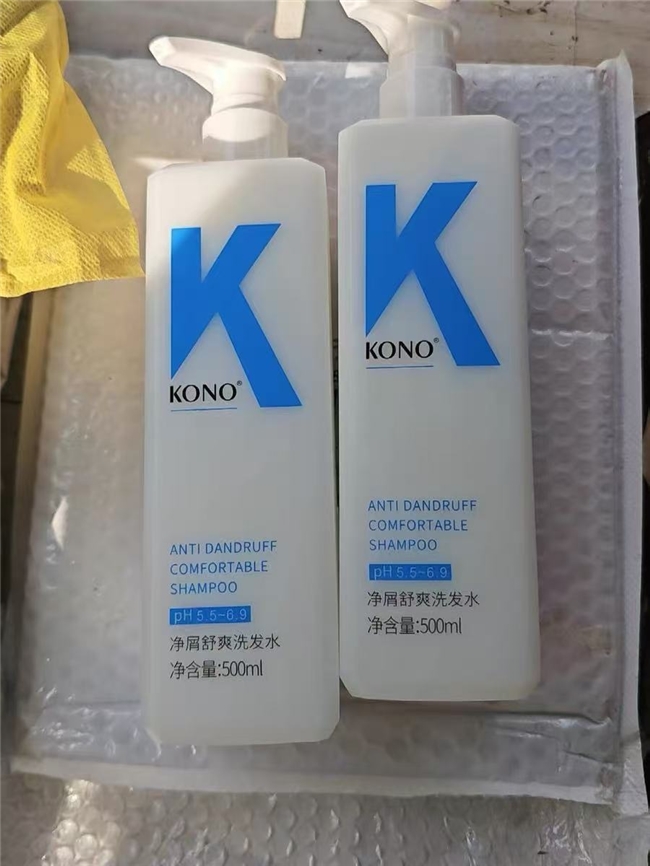 K
KONO®
ANTI DANDRUFF
COMFORTABLE
SHAMPOO
pH 5.5~6.9
净屑舒爽洗发水
净含量:500ml
K
KONO®
ANTI DANDRUFF
COMFORTABLE
SHAMPOO
pH 5.5~6.9
净屑舒爽洗发水
净含量:500ml